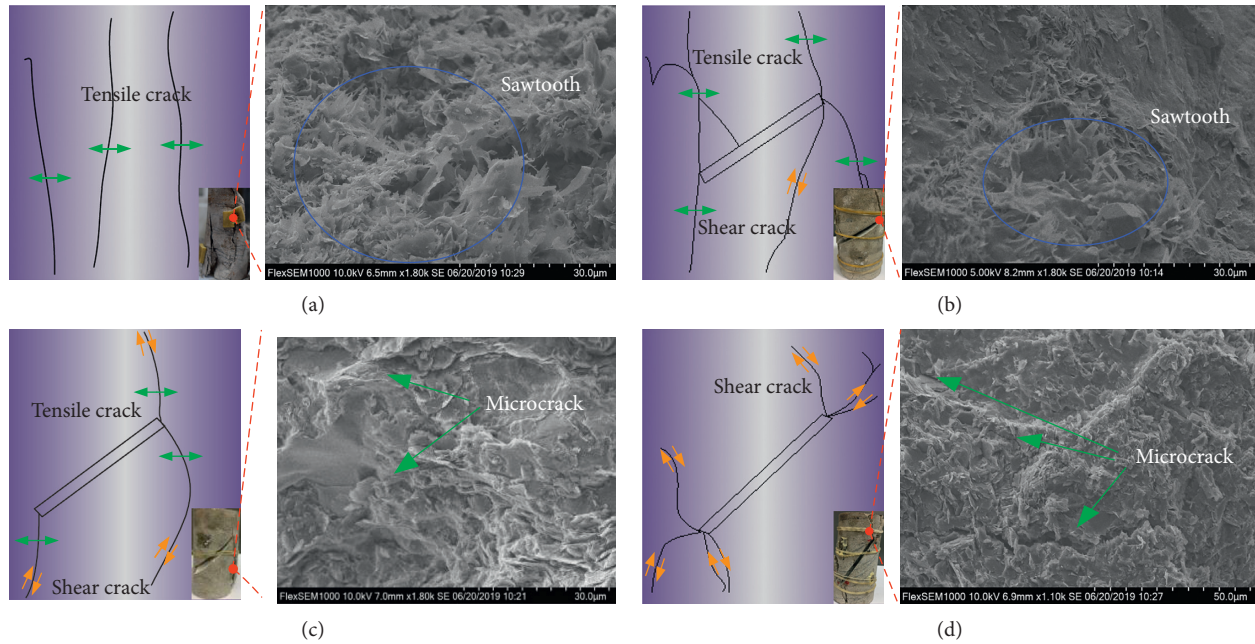 Tensile crack
Sawtooth
FlexSEM1000 10.0kV 6.5mm x1.80k SE 06/20/2019 10:29
30.0µm
(a)
Tensile crack
Shear crack
Sawtooth
FlexSEM1000 5.00kV 8.2mm x1.80k SE 06/20/2019 10:14
30.0µm
(b)
Tensile crack
Shear crack
Microcrack
FlexSEM1000 10.0kV 7.0mm x1.80k SE 06/20/2019 10:21
30.0µm
(c)
Shear crack
Microcrack
FlexSEM1000 10.0kV 6.9mm x1.10k SE 06/20/2019 10:27
50.0µm
(d)